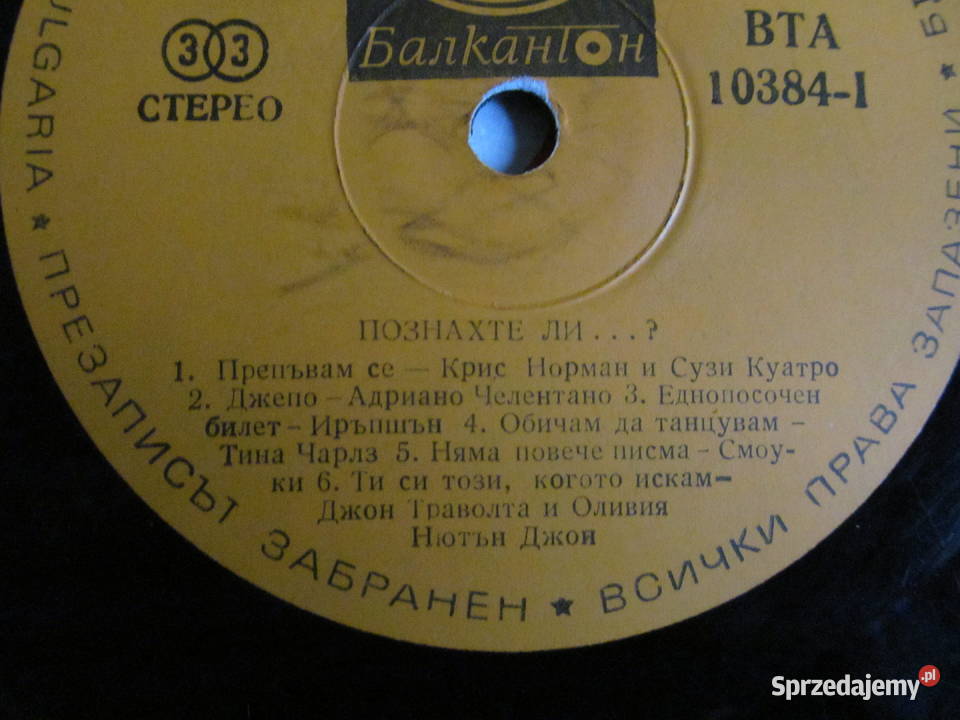 33
СТЕРЕО
Балкантон
ВТА
10384-I
ПОЗНАХТЕ ЛИ...?
1. Препъвам се — Крис Норман и Сузи Куатро
2. Джепо – Адриано Челентано 3. Еднопосочен
билет – Иръпшън 4. Обичам да танцувам –
Тина Чарлз 5. Няма повече писма – Смоу-
ки 6. Ти си този, когото искам–
Джон Траволта и Оливия
Нютън Джон
ULGARIA ★ ПРЕЗАПИСЪТ ЗАБРАНЕН ★ ВСИЧКИ ПРАВА ЗАПАЗЕНИ ★
Sprzedajemy.pl